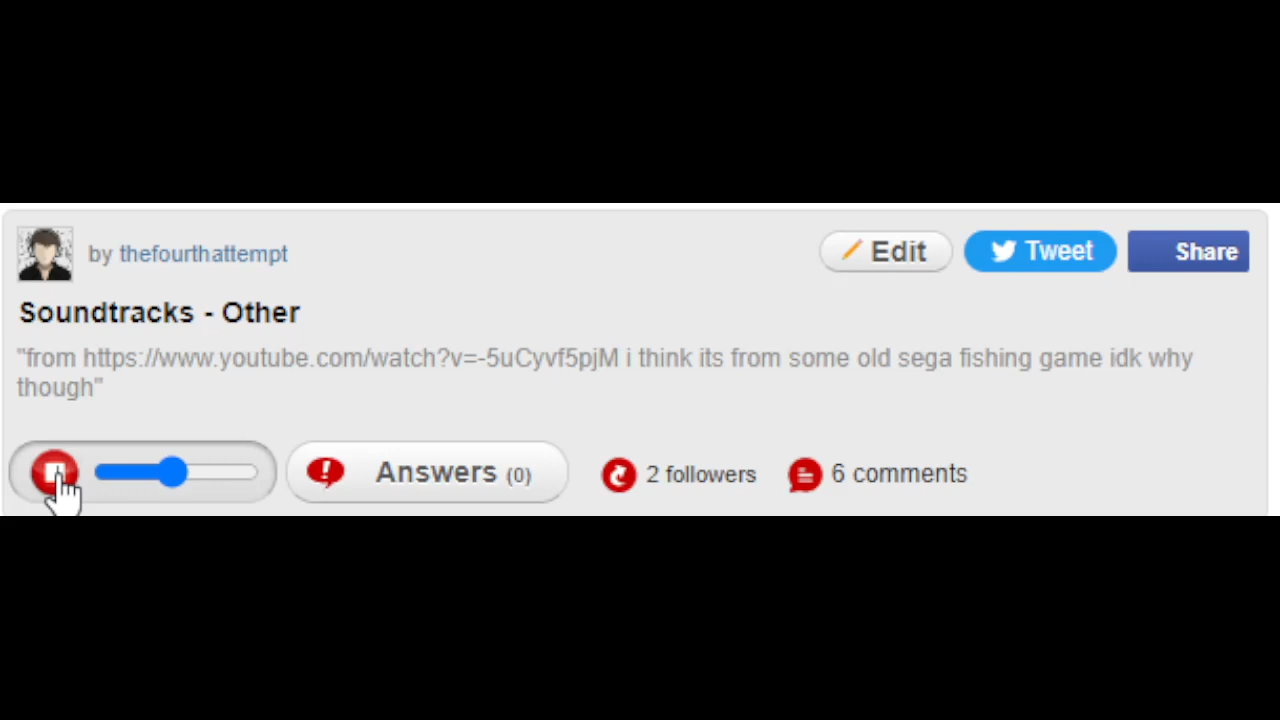 by thefourthattempt
Edit
Tweet
Share
Soundtracks - Other
"from https://www.youtube.com/watch?v=-5uCyvf5pjM i think its from some old sega fishing game idk why
though"
Answers (0)
2 followers
6 comments